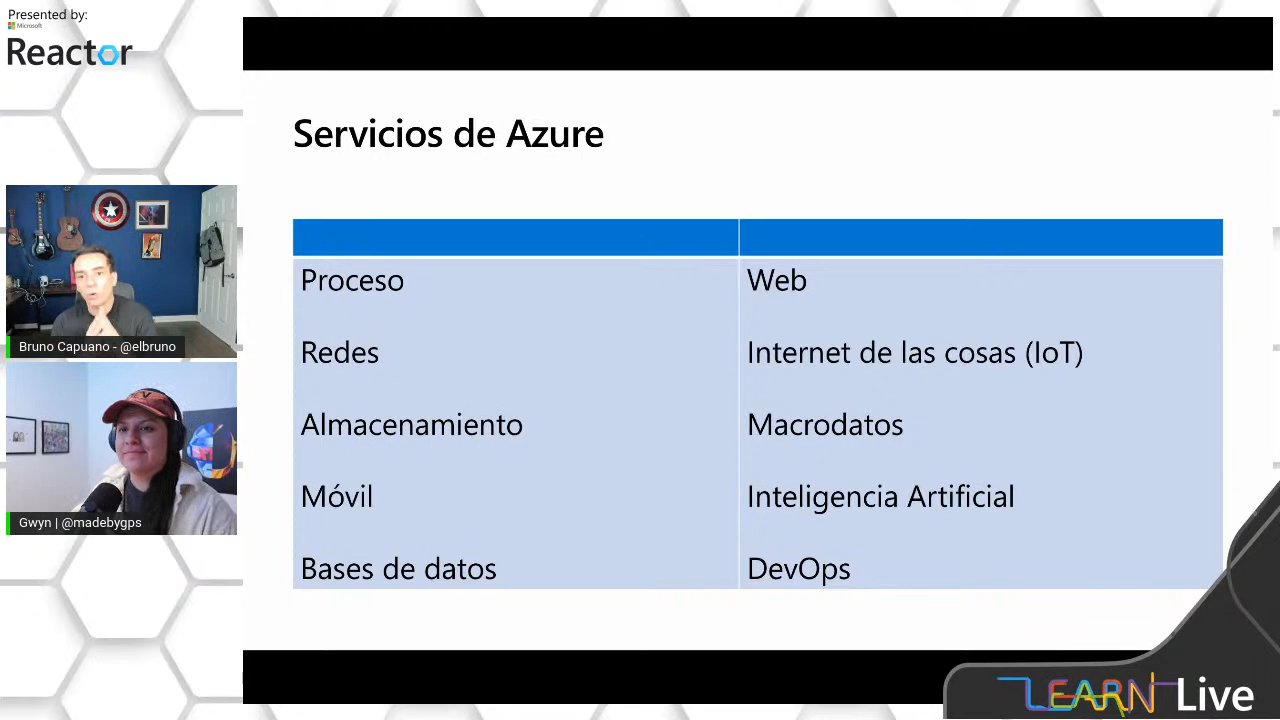 Presented by:
Microsoft
Reactor
Servicios de Azure
Proceso
Web
Redes
Internet de las cosas (IoT)
Almacenamiento
Macrodatos
Móvil
Inteligencia Artificial
Bases de datos
DevOps
Bruno Capuano - @elbruno
Gwyn | @madebygps
LEARN Live